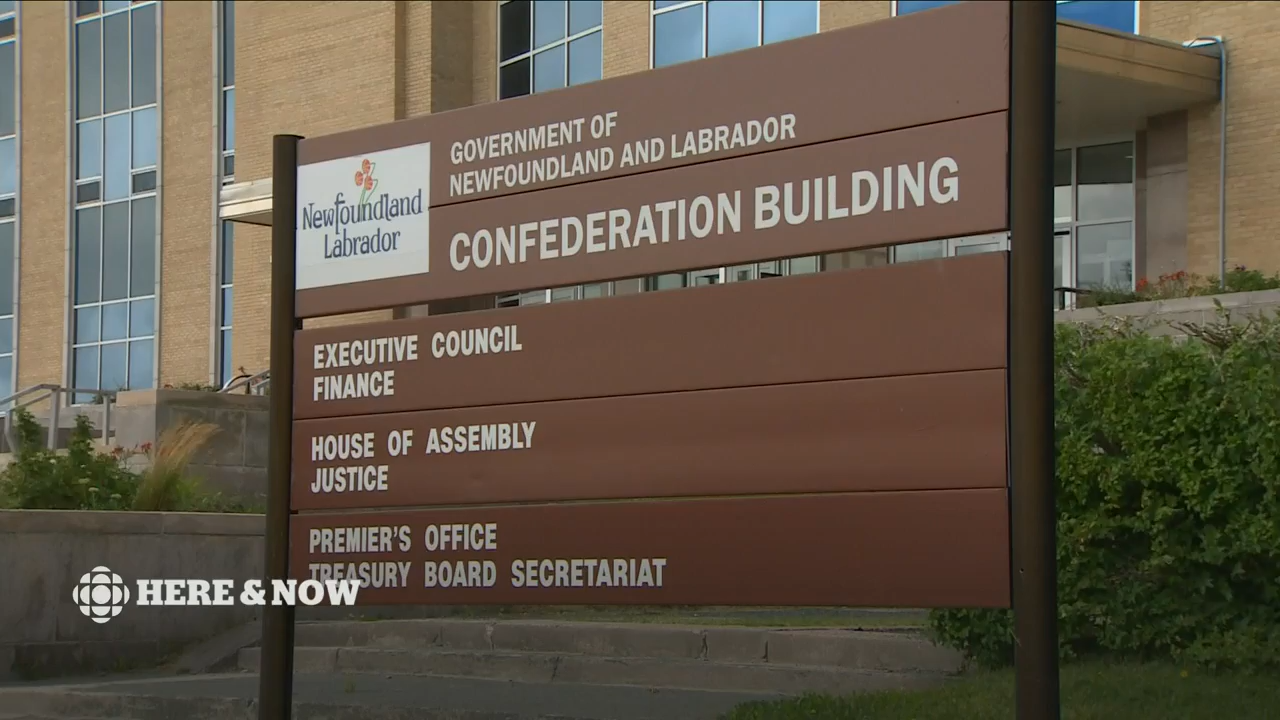 GOVERNMENT OF
NEWFOUNDLAND AND LABRADOR
Newfoundland
Labrador
CONFEDERATION BUILDING
EXECUTIVE COUNCIL
FINANCE
HOUSE OF ASSEMBLY
JUSTICE
PREMIER'S OFFICE
TREASURY BOARD SECRETARIAT
HERE & NOW